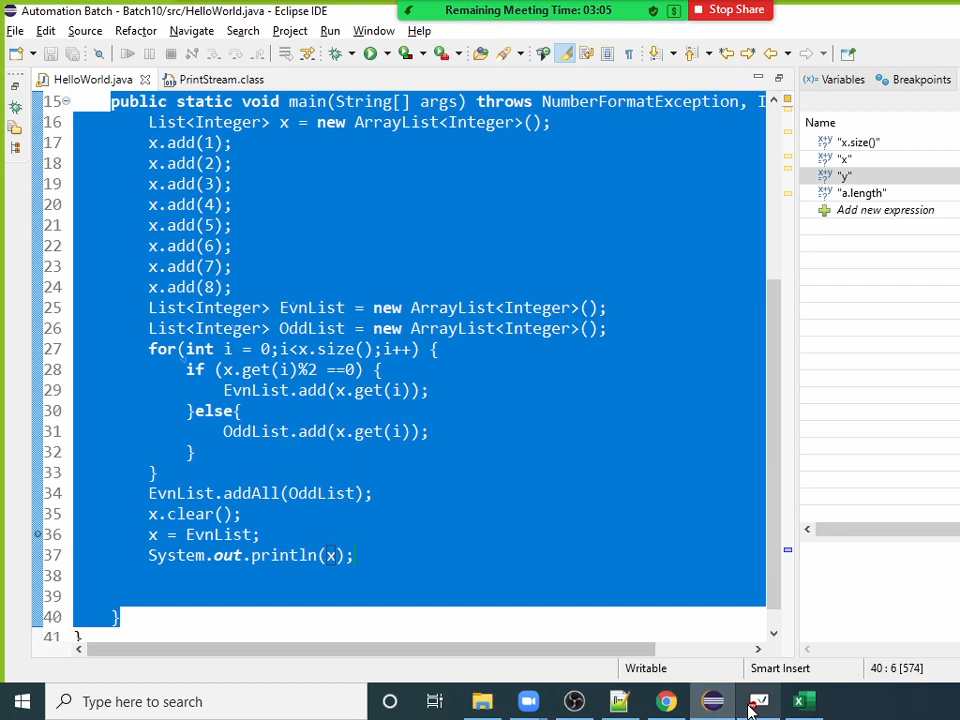 Automation Batch - Batch10/src/HelloWorld.java - Eclipse IDE
Remaining Meeting Time: 03:05
Stop Share
File Edit Source Refactor Navigate Search Project Run Window Help
HelloWorld.java PrintStream.class
Variables Breakpoints
15 public static void main(String[] args) throws NumberFormatException, I
16 List<Integer> x = new ArrayList<Integer>();
17 x.add(1);
18 x.add(2);
19 x.add(3);
20 x.add(4);
21 x.add(5);
22 x.add(6);
23 x.add(7);
24 x.add(8);
25 List<Integer> EvnList = new ArrayList<Integer>();
26 List<Integer> OddList = new ArrayList<Integer>();
27 for(int i = 0;i<x.size();i++) {
28 if (x.get(i)%2 ==0) {
29 EvnList.add(x.get(i));
30 }else{
31 OddList.add(x.get(i));
32 }
33 }
34 EvnList.addAll(OddList);
35 x.clear();
36 x = EvnList;
37 System.out.println(x);
38
39
40 }
41 }
Name
"x.size()"
"x"
"y"
"a.length"
Add new expression
Writable Smart Insert 40 : 6 [574]
Type here to search